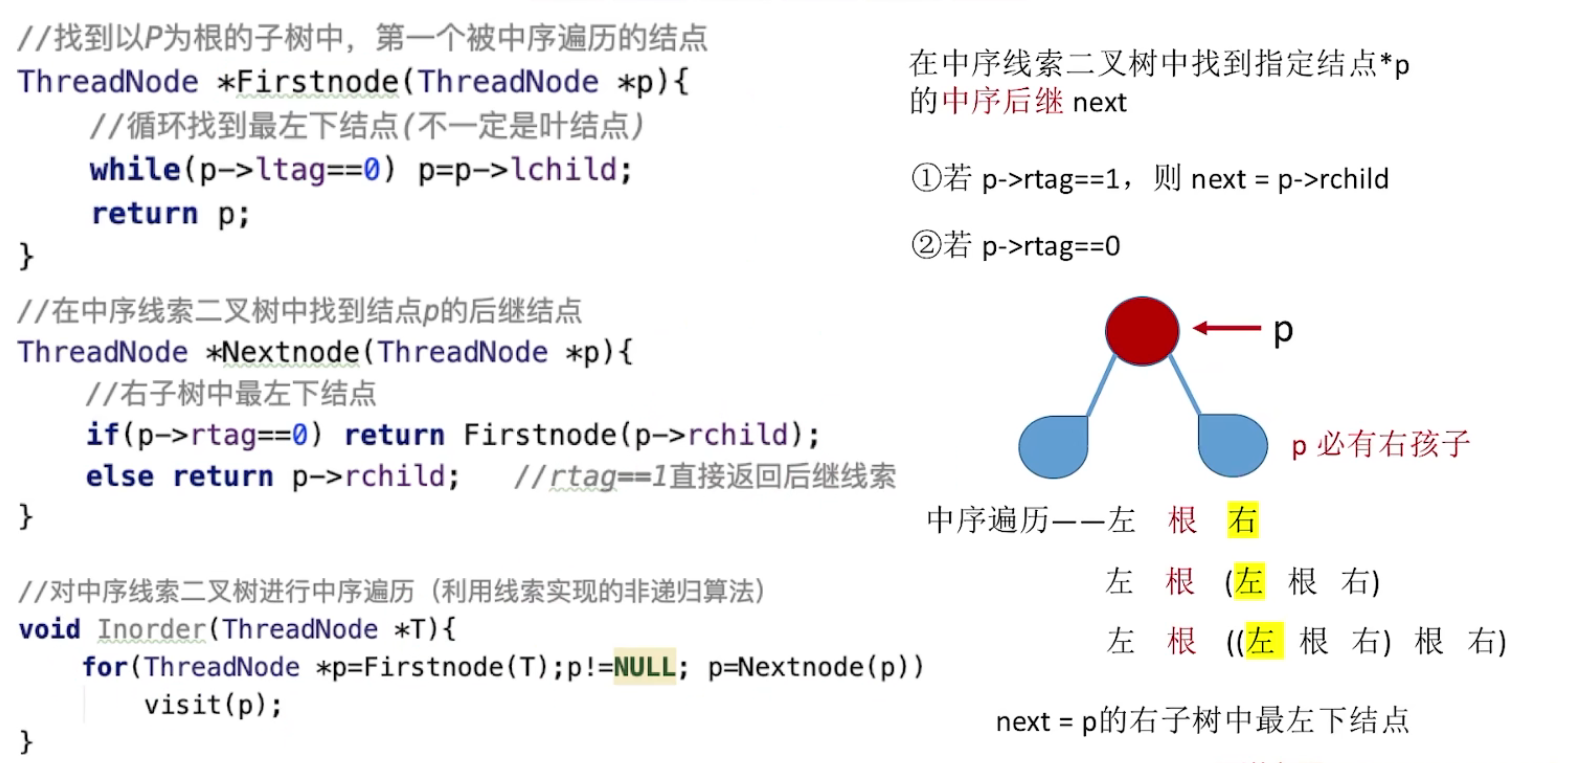 //找到以P为根的子树中，第一个被中序遍历的结点
ThreadNode *Firstnode(ThreadNode *p){
//循环找到最左下结点(不一定是叶结点)
while(p->ltag==0) p=p->lchild;
return p;
}
//在中序线索二叉树中找到结点p的后继结点
ThreadNode *Nextnode(ThreadNode *p){
//右子树中最左下结点
if(p->rtag==0) return Firstnode(p->rchild);
else return p->rchild; //rtag==1直接返回后继线索
}
//对中序线索二叉树进行中序遍历（利用线索实现的非递归算法）
void Inorder(ThreadNode *T){
for(ThreadNode *p=Firstnode(T);p!=NULL; p=Nextnode(p))
visit(p);
}
在中序线索二叉树中找到指定结点*p
的中序后继 next
①若 p->rtag==1，则 next = p->rchild
②若 p->rtag==0
p
p 必有右孩子
中序遍历——左 根 右
左 根 (左 根 右)
左 根 ((左 根 右) 根 右)
next = p的右子树中最左下结点